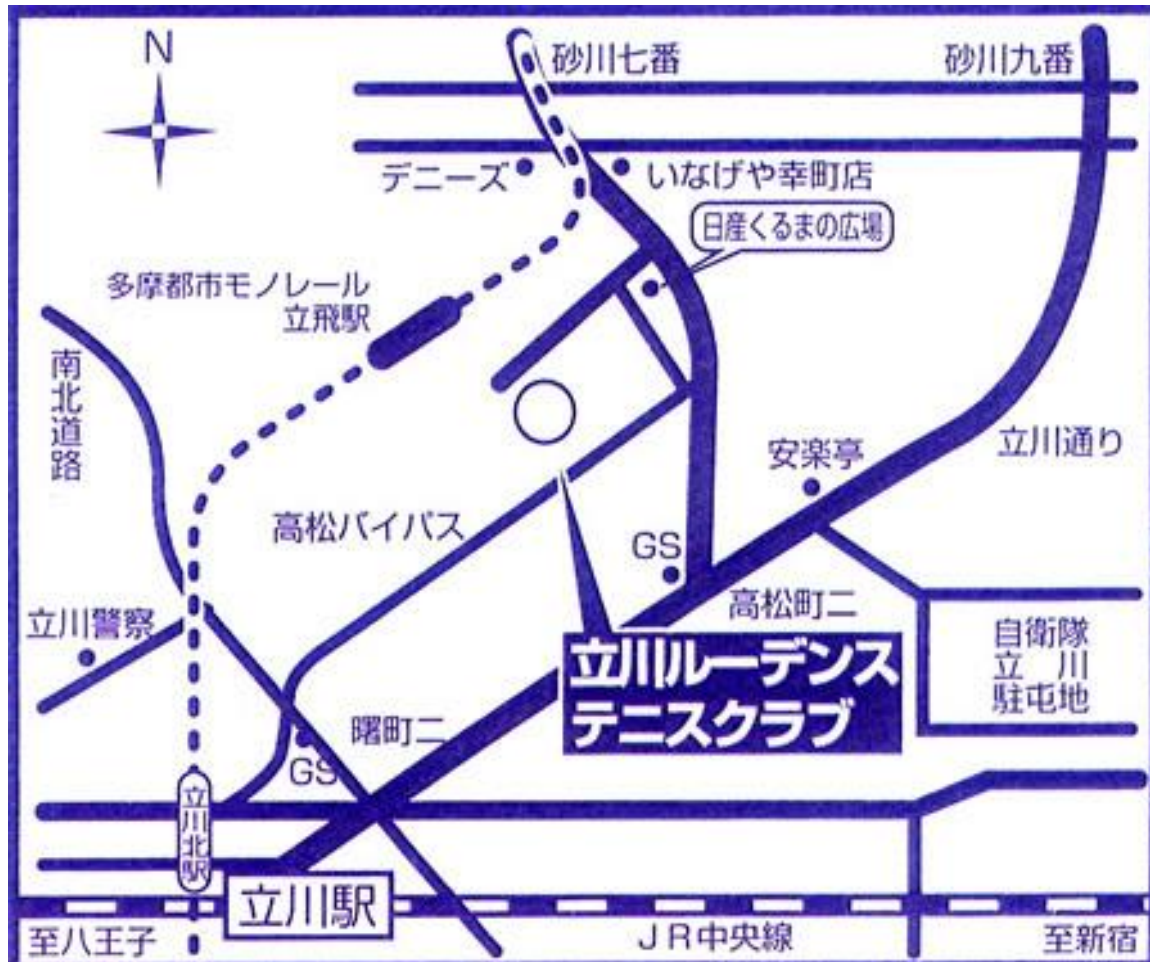 N
砂川七番
砂川九番
デニーズ
いなげや幸町店
日産くるまの広場
多摩都市モノレール
立飛駅
南北道路
立川通り
安楽亭
高松バイパス
GS
高松町二
立川警察
自衛隊
立川
駐屯地
立川ルーデンス
テニスクラブ
曙町二
GS
立川北駅
立川駅
至八王子
JR中央線
至新宿